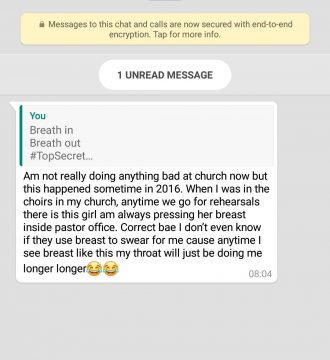 Messages to this chat and calls are now secured with end-to-end
encryption. Tap for more info.
1 UNREAD MESSAGE
You
Breath in
Breath out
#TopSecret...
Am not really doing anything bad at church now but
this happened sometime in 2016. When I was in the
choirs in my church, anytime we go for rehearsals
there is this girl am always pressing her breast
inside pastor office. Correct bae I don't even know
if they use breast to swear for me cause anytime I
see breast like this my throat will just be doing me
longer longer😂😂
08:04